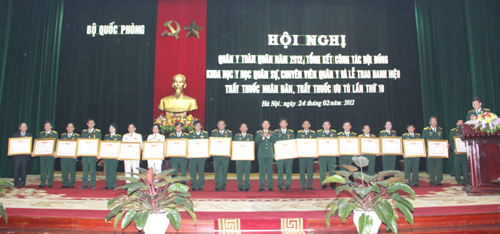 BỘ QUỐC PHÒNG
HỘI NGHỊ
QUÂN Y TOÀN QUÂN NĂM 2012, TỔNG KẾT CÔNG TÁC HỘI ĐỒNG
KHOA HỌC Y HỌC QUÂN SỰ, CHUYÊN VIÊN QUÂN Y VÀ LỄ TRAO DANH HIỆU
THẦY THUỐC NHÂN DÂN, THẦY THUỐC ƯU TÚ LẦN THỨ 10
Hà Nội, ngày 24 tháng 02 năm 2012